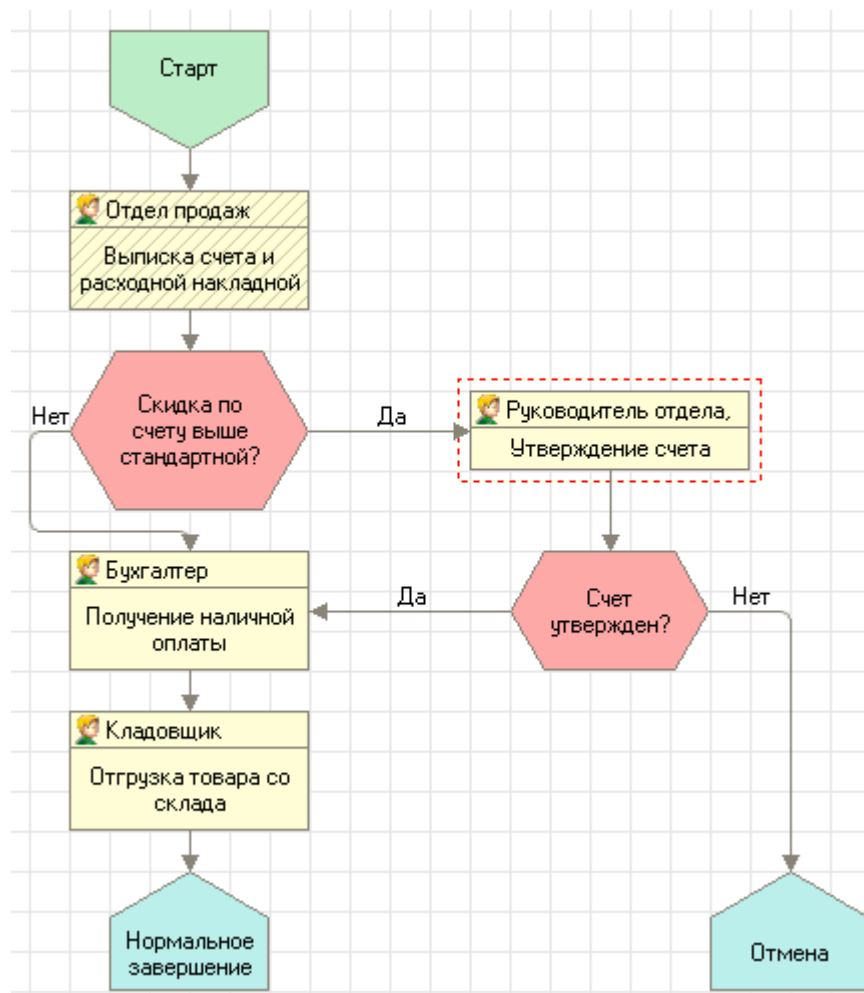 Старт
Отдел продаж
Выписка счета и
расходной накладной
Скидка по
счету выше
стандартной?
Нет
Да
Руководитель отдела,
Утверждение счета
Бухгалтер
Получение наличной
оплаты
Да
Счет
утвержден?
Нет
Кладовщик
Отгрузка товара со
склада
Нормальное
завершение
Отмена